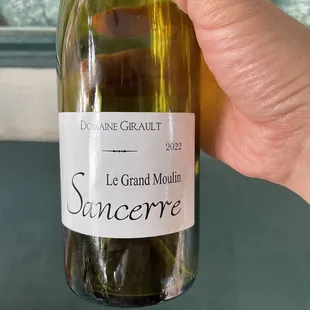 DOMAINE GIRAULT
2022
Le Grand Moulin
Sancerre